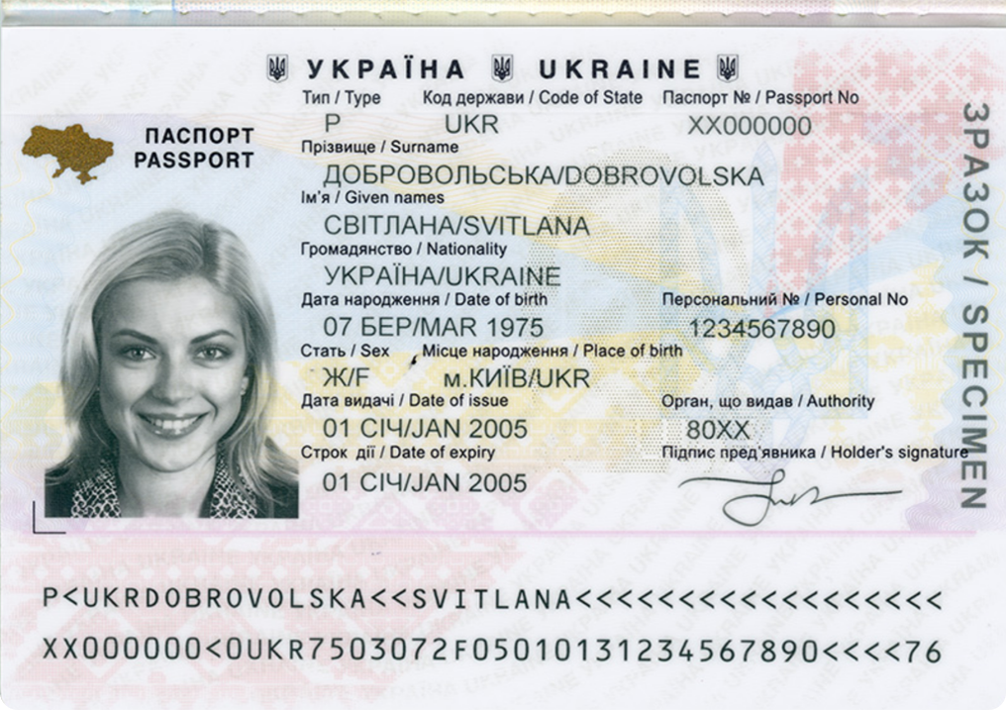 УКРАЇНА UKRAINE
Тип / Type Код держави / Code of State Паспорт № / Passport No
P UKR XX000000
ПАСПОРТ
PASSPORT
Прізвище / Surname
ДОБРОВОЛЬСЬКА/DOBROVOLSKA
Ім'я / Given names
СВІТЛАНА/SVITLANA
Громадянство / Nationality
УКРАЇНА/UKRAINE
Дата народження / Date of birth Персональний № / Personal No
07 БЕР/MAR 1975 1234567890
Стать / Sex Місце народження / Place of birth
Ж/F м.КИЇВ/UKR
Дата видачі / Date of issue Орган, що видав / Authority
01 СІЧ/JAN 2005 80XX
Строк дії / Date of expiry Підпис пред'явника / Holder's signature
01 СІЧ/JAN 2005
ЗРАЗОК / SPECIMEN
P<UKRDOBROVOLSKA<<SVITLANA<<<<<<<<<<<<<<<<<<
XX000000<0UKR7503072F05010131234567890<<<<76